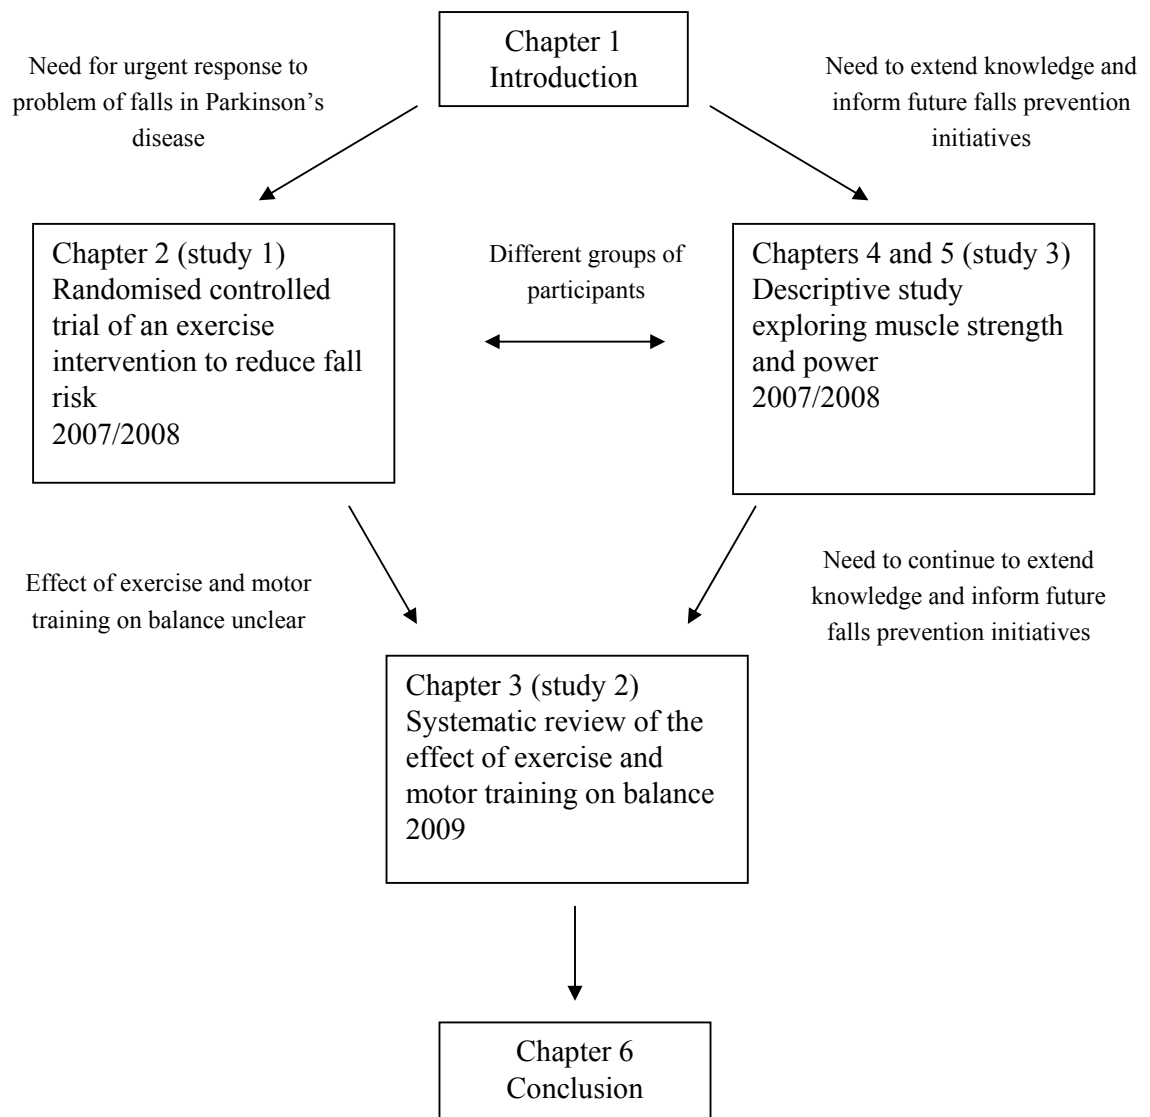 Chapter 1
Introduction
Need for urgent response to
problem of falls in Parkinson's
disease
Need to extend knowledge and
inform future falls prevention
initiatives
Chapter 2 (study 1)
Randomised controlled
trial of an exercise
intervention to reduce fall
risk
2007/2008
Different groups of
participants
Chapters 4 and 5 (study 3)
Descriptive study
exploring muscle strength
and power
2007/2008
Effect of exercise and motor
training on balance unclear
Need to continue to extend
knowledge and inform future
falls prevention initiatives
Chapter 3 (study 2)
Systematic review of the
effect of exercise and
motor training on balance
2009
Chapter 6
Conclusion